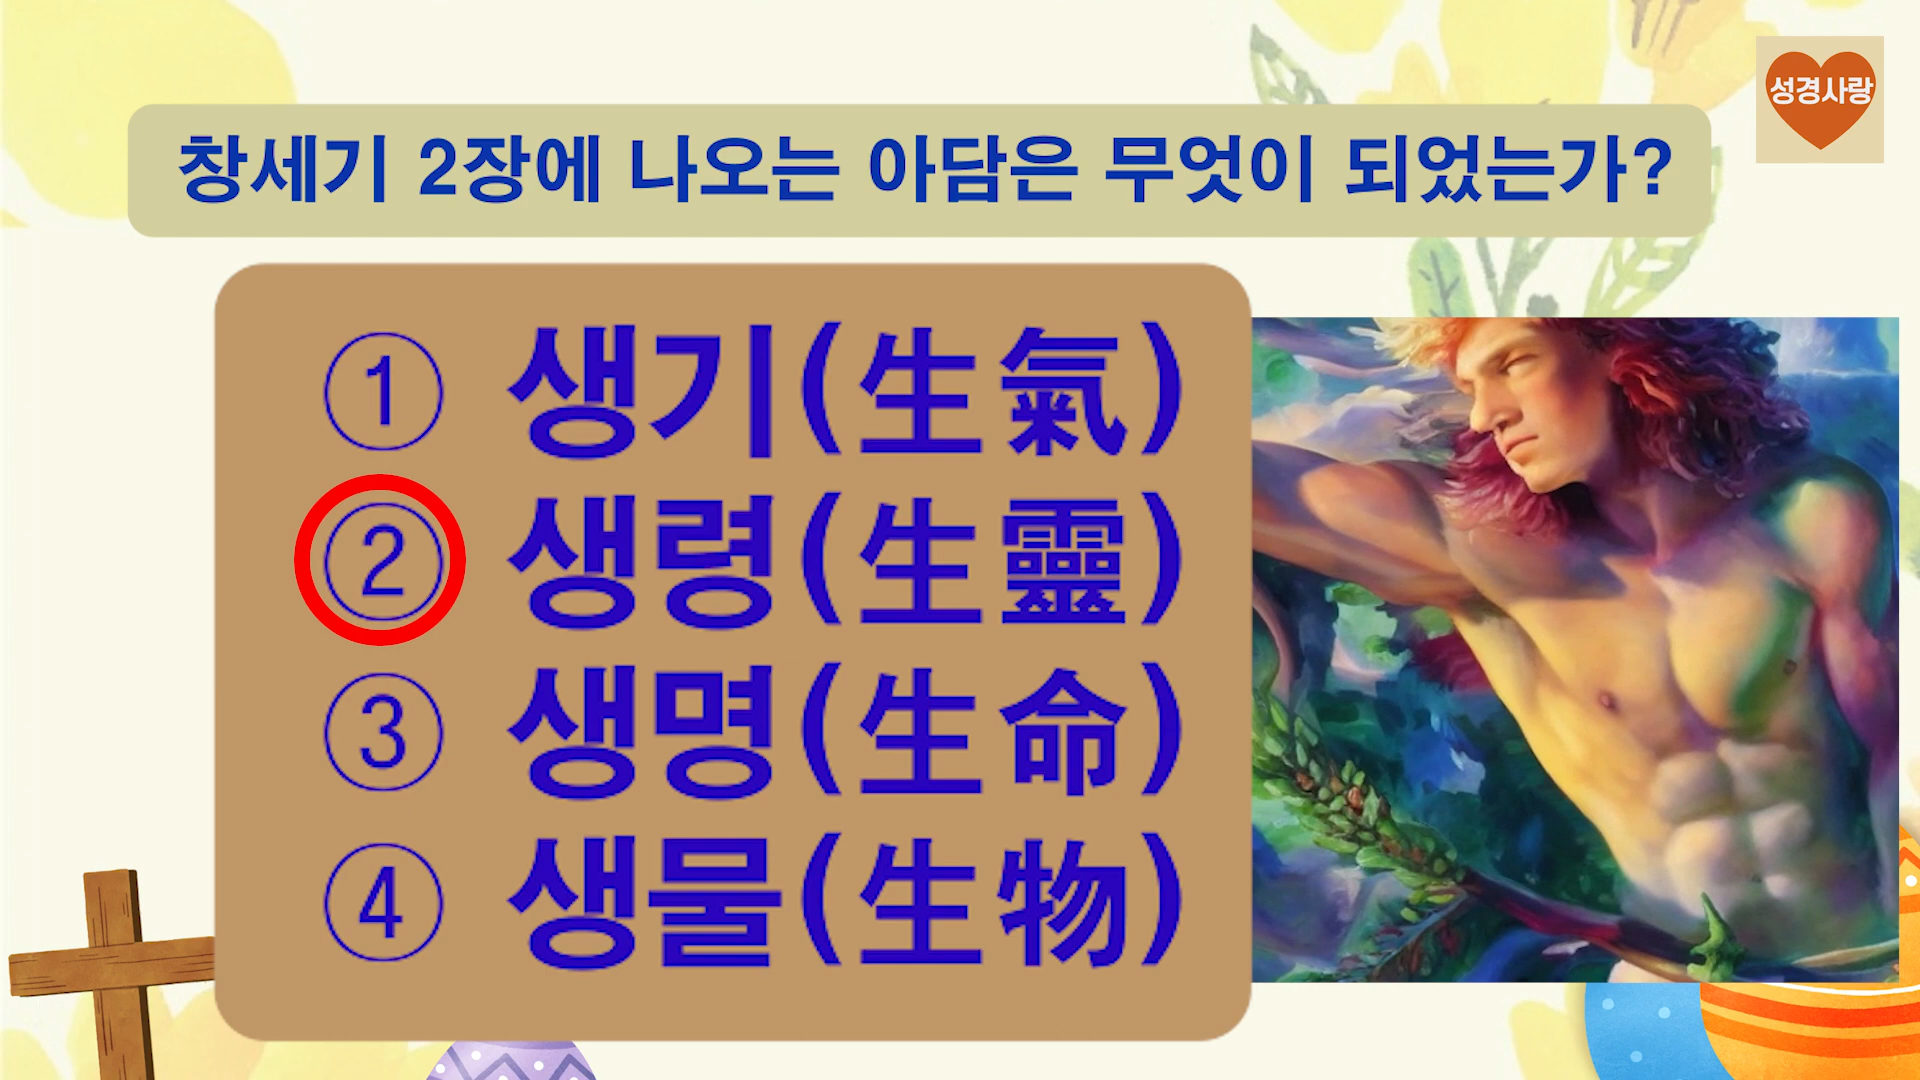 성경사랑
창세기 2장에 나오는 아담은 무엇이 되었는가?
① 생기(生氣)
② 생령(生靈)
③ 생명(生命)
④ 생물(生物)